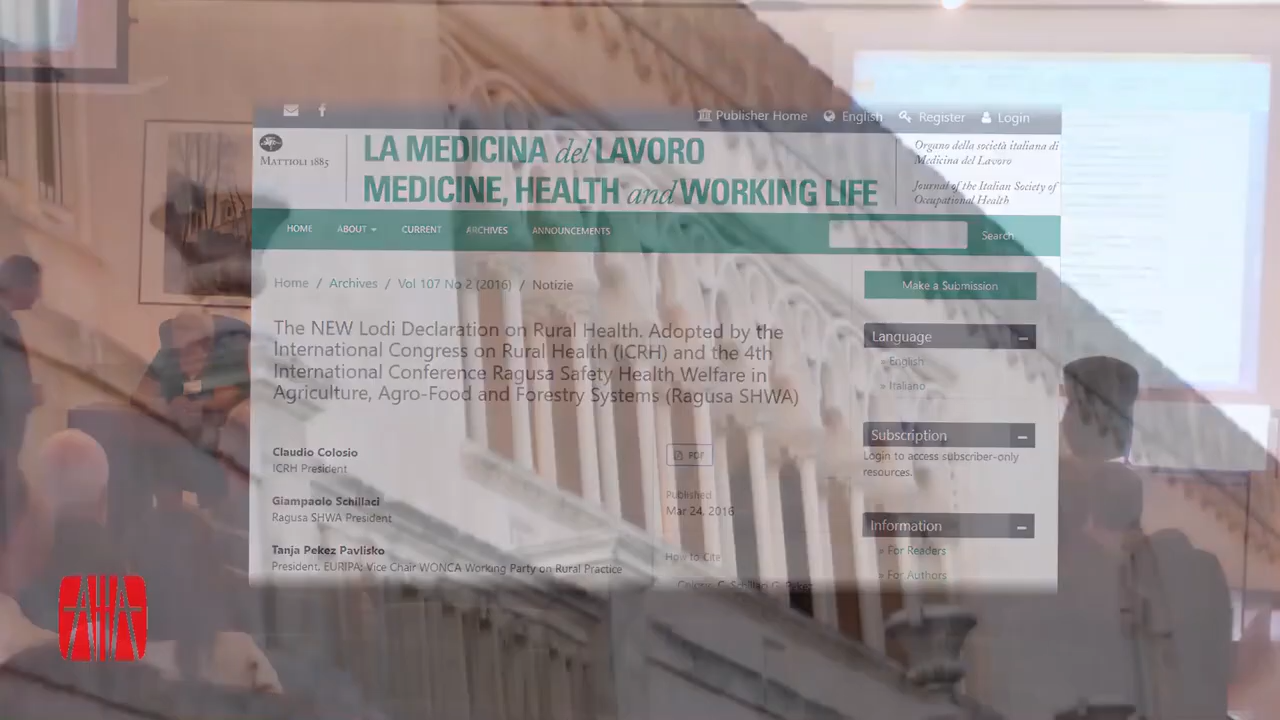 Publisher Home English Register Login
MATTIOLI 1885
LA MEDICINA del LAVORO
MEDICINE, HEALTH and WORKING LIFE
Organo della società italiana di
Medicina del Lavoro
Journal of the Italian Society of
Occupational Health
HOME ABOUT CURRENT ARCHIVES ANNOUNCEMENTS
Search
Home / Archives / Vol 107 No 2 (2016) / Notizie
Make a Submission
The NEW Lodi Declaration on Rural Health. Adopted by the
International Congress on Rural Health (ICRH) and the 4th
International Conference Ragusa Safety Health Welfare in
Agriculture, Agro-Food and Forestry Systems (Ragusa SHWA)
Language
» English
» Italiano
Claudio Colosio
ICRH President
Giampaolo Schillaci
Ragusa SHWA President
Tanja Pekez Pavlisko
President, EURIPA; Vice Chair WONCA Working Party on Rural Practice
PDF
Published
Mar 24, 2016
How to Cite
Subscription
Login to access subscriber-only
resources.
Information
» For Readers
» For Authors